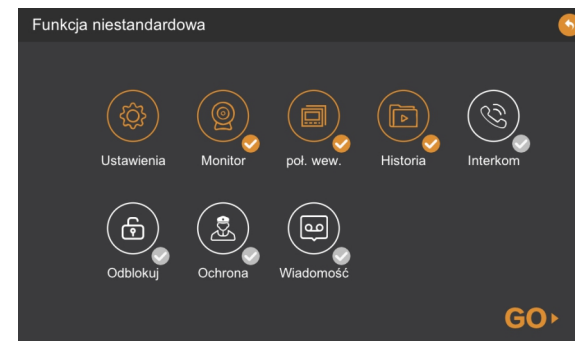 Funkcja niestandardowa
Ustawienia
Monitor
poł. wew.
Historia
Interkom
Odblokuj
Ochrona
Wiadomość
GO